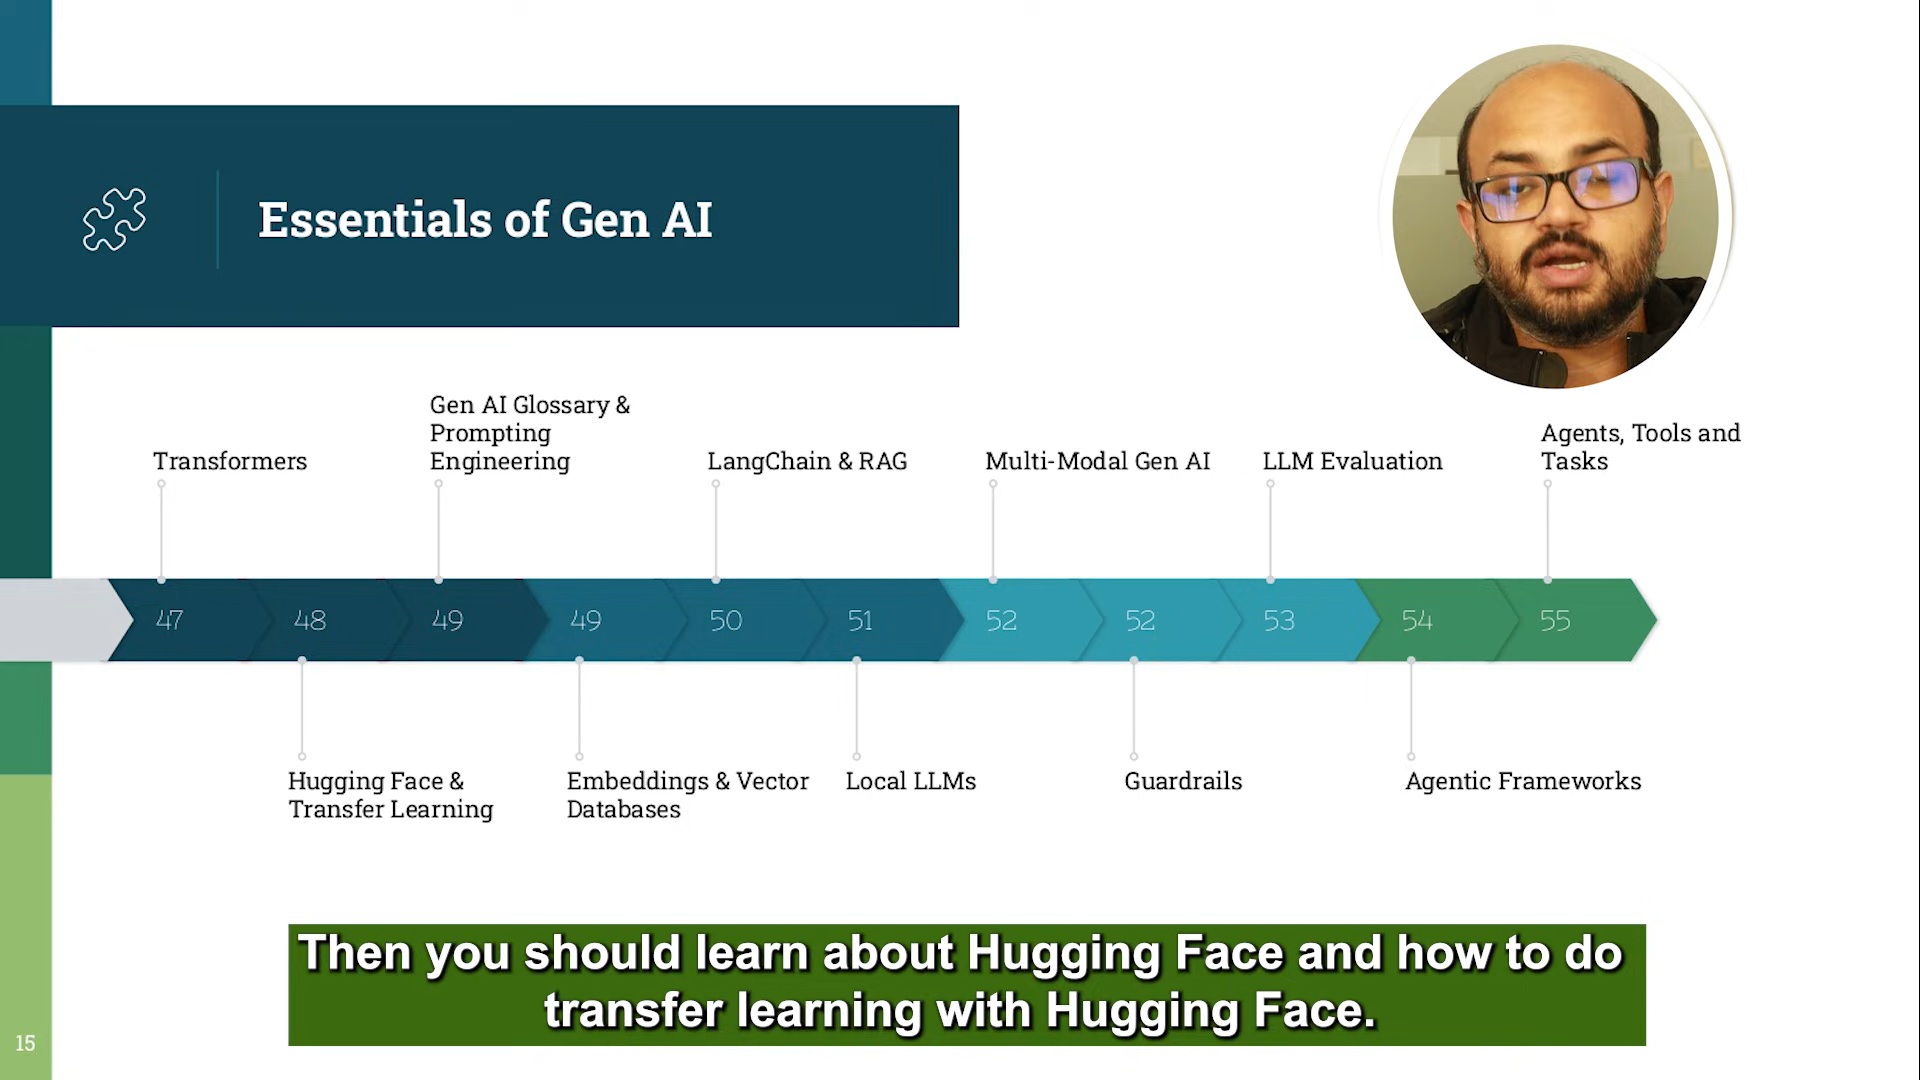 Essentials of Gen AI
Gen AI Glossary &
Prompting
Engineering
Transformers
LangChain & RAG
Multi-Modal Gen AI
LLM Evaluation
Agents, Tools and
Tasks
47 48 49 49 50 51 52 52 53 54 55
Hugging Face &
Transfer Learning
Embeddings & Vector
Databases
Local LLMs
Guardrails
Agentic Frameworks
Then you should learn about Hugging Face and how to do
transfer learning with Hugging Face.
15